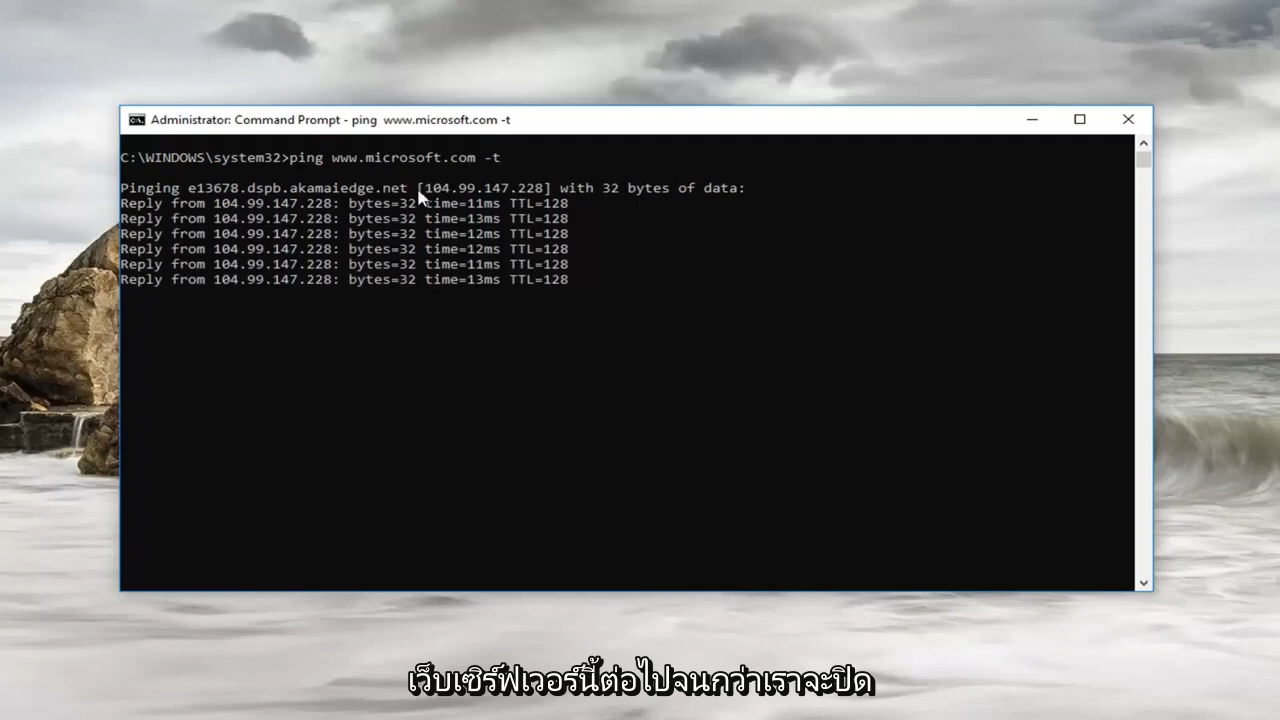 Administrator: Command Prompt - ping  www.microsoft.com -t
C:\WINDOWS\system32>ping www.microsoft.com -t
Pinging e13678.dspb.akamaiedge.net [104.99.147.228] with 32 bytes of data:
Reply from 104.99.147.228: bytes=32 time=11ms TTL=128
Reply from 104.99.147.228: bytes=32 time=13ms TTL=128
Reply from 104.99.147.228: bytes=32 time=12ms TTL=128
Reply from 104.99.147.228: bytes=32 time=12ms TTL=128
Reply from 104.99.147.228: bytes=32 time=11ms TTL=128
Reply from 104.99.147.228: bytes=32 time=13ms TTL=128
เว็บเซิร์ฟเวอร์นี้ต่อไปจนกว่าเราจะปิด